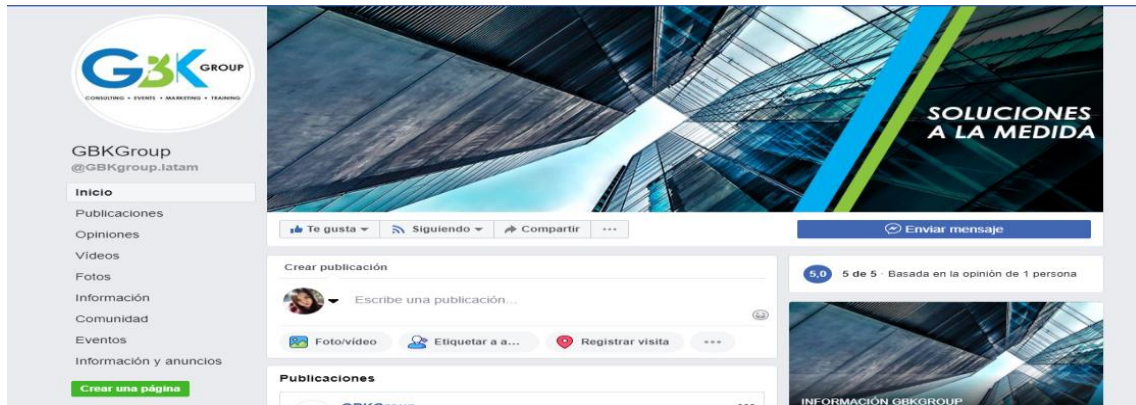 GBK GROUP
CONSULTING • EVENTS • MARKETING • TRAINING
GBKGroup
@GBKgroup.latam
Inicio
Publicaciones
Opiniones
Vídeos
Fotos
Información
Comunidad
Eventos
Información y anuncios
Crear una página
SOLUCIONES
A LA MEDIDA
Te gusta
Siguiendo
Compartir
Enviar mensaje
Crear publicación
Escribe una publicación...
Foto/vídeo
Etiquetar a a...
Registrar visita
Publicaciones
GBKGroup
5,0
5 de 5 · Basada en la opinión de 1 persona
INFORMACIÓN GBKGROUP